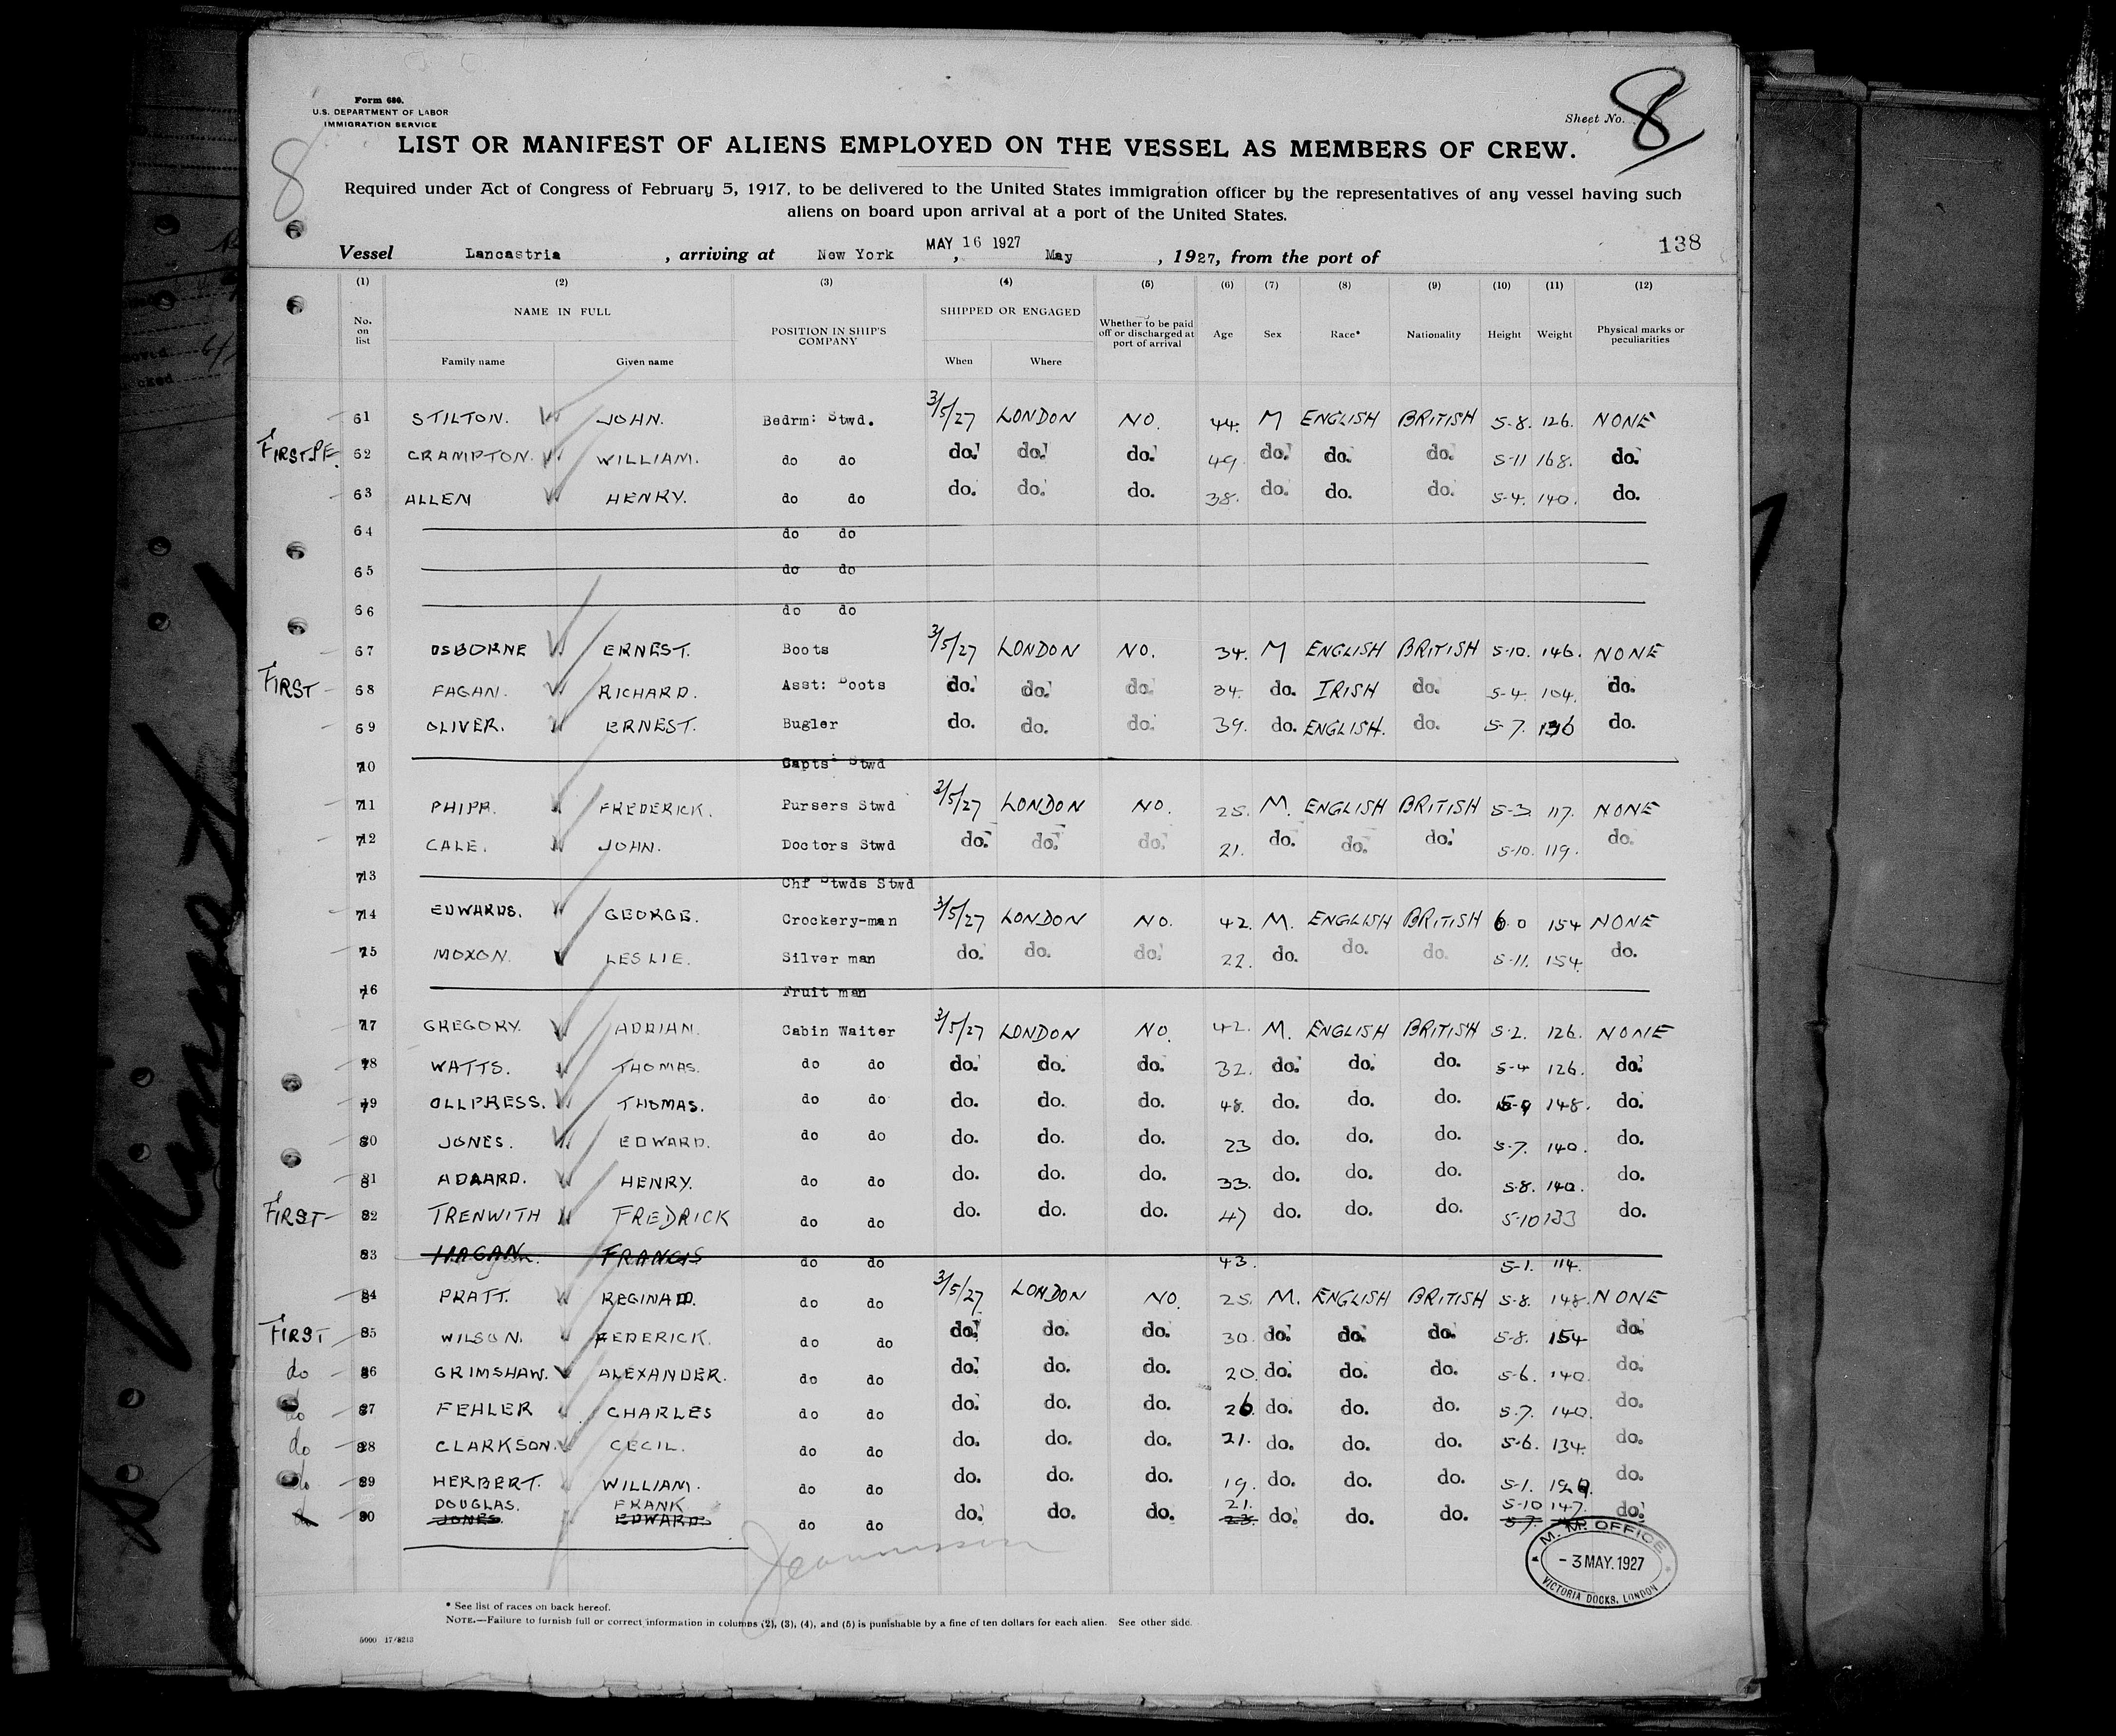 Form 680.
U.S. DEPARTMENT OF LABOR
IMMIGRATION SERVICE
Sheet No. 8
8
LIST OR MANIFEST OF ALIENS EMPLOYED ON THE VESSEL AS MEMBERS OF CREW.
Required under Act of Congress of February 5, 1917, to be delivered to the United States immigration officer by the representatives of any vessel having such
aliens on board upon arrival at a port of the United States.
138
Vessel Lancastria, arriving at New York MAY 16 1927, May, 1927, from the port of
(1) (2) (3) (4) (5) (6) (7) (8) (9) (10) (11) (12)
No. on list NAME IN FULL Family name Given name POSITION IN SHIP'S COMPANY SHIPPED OR ENGAGED When Where Whether to be paid off or discharged at port of arrival Age Sex Race* Nationality Height Weight Physical marks or peculiarities
61 STILTON. JOHN. Bedrm: Stwd. 3/5/27 LONDON NO. 44. M ENGLISH BRITISH 5-8. 126. NONE
FIRST 62 CRAMPTON. WILLIAM. do do do. do. do. 49 do. do. do. 5-11 168. do.
63 ALLEN HENRY. do do do. do. do. 38. do. do. do. 5-4. 140. do.
64 do do
65 do do
66 do do
67 OSBORNE ERNEST. Boots 3/5/27 LONDON NO. 34. M ENGLISH BRITISH 5-10. 146. NONE
FIRST 68 FAGAN. RICHARD. Asst: Boots do. do. do. 34. do. IRISH do. 5-4. 104. do.
69 OLIVER. ERNEST. Bugler do. do. do. 39. do. ENGLISH. do. 5-7. 136 do.
70 Capts: Stwd
71 PHIPP. FREDERICK. Pursers Stwd 3/5/27 LONDON NO. 25. M. ENGLISH BRITISH 5-3. 117. NONE
72 CALE. JOHN. Doctors Stwd do. do. do. 21. do. do. do. 5-10. 119. do.
73 Chf Stwds Stwd
74 EDWARDS. GEORGE. Crockery-man 3/5/27 LONDON NO. 42. M. ENGLISH BRITISH 6.0 154 NONE
75 MOXON. LESLIE. Silver man do. do. do. 22. do. do. do. 5-11. 154. do.
76 Fruit man
77 GREGORY. ADRIAN. Cabin Waiter 3/5/27 LONDON NO. 42. M. ENGLISH BRITISH 5-2. 126. NONE
78 WATTS. THOMAS. do do do. do. do. 32. do. do. do. 5-4 126. do.
79 OLLPRESS. THOMAS. do do do. do. do. 48. do. do. do. 5-9 148. do.
80 JONES. EDWARD. do do do. do. do. 23 do. do. do. 5-7. 140. do.
81 HENRY. do do do. do. do. 33. do. do. do. 5-8. 140. do.
FIRST 82 TRENWITH FREDRICK do do do. do. do. 47 do. do. do. 5-10 133 do.
83 HAGAN. FRANCIS do do 43. 5-1. 114.
84 PRATT. REGINALD. do do 3/5/27 LONDON NO. 25. M. ENGLISH BRITISH 5-8. 148. NONE
FIRST 85 WILSON. FEDERICK. do do do. do. do. 30. do. do. do. 5-8. 154 do.
do 86 GRIMSHAW. ALEXANDER. do do do. do. do. 20. do. do. do. 5-6. 140. do.
do 87 FEHLER CHARLES do do do. do. do. 26. do. do. do. 5-7. 140. do.
do 88 CLARKSON. CECIL. do do do. do. do. 21. do. do. do. 5-6. 134. do.
do 89 HERBERT. WILLIAM. do do do. do. do. 19. do. do. do. 5-1. do.
DOUGLAS. FRANK 21. 5-10 147.
do 90 JONES. EDWARD. do do do. do. do. 23. do. do. do. 5-7. do.
M. M. OFFICE
- 3 MAY. 1927
VICTORIA DOCKS, LONDON
* See list of races on back hereof.
NOTE.—Failure to furnish full or correct information in columns (2), (3), (4), and (5) is punishable by a fine of ten dollars for each alien. See other side.
5000 17/8213